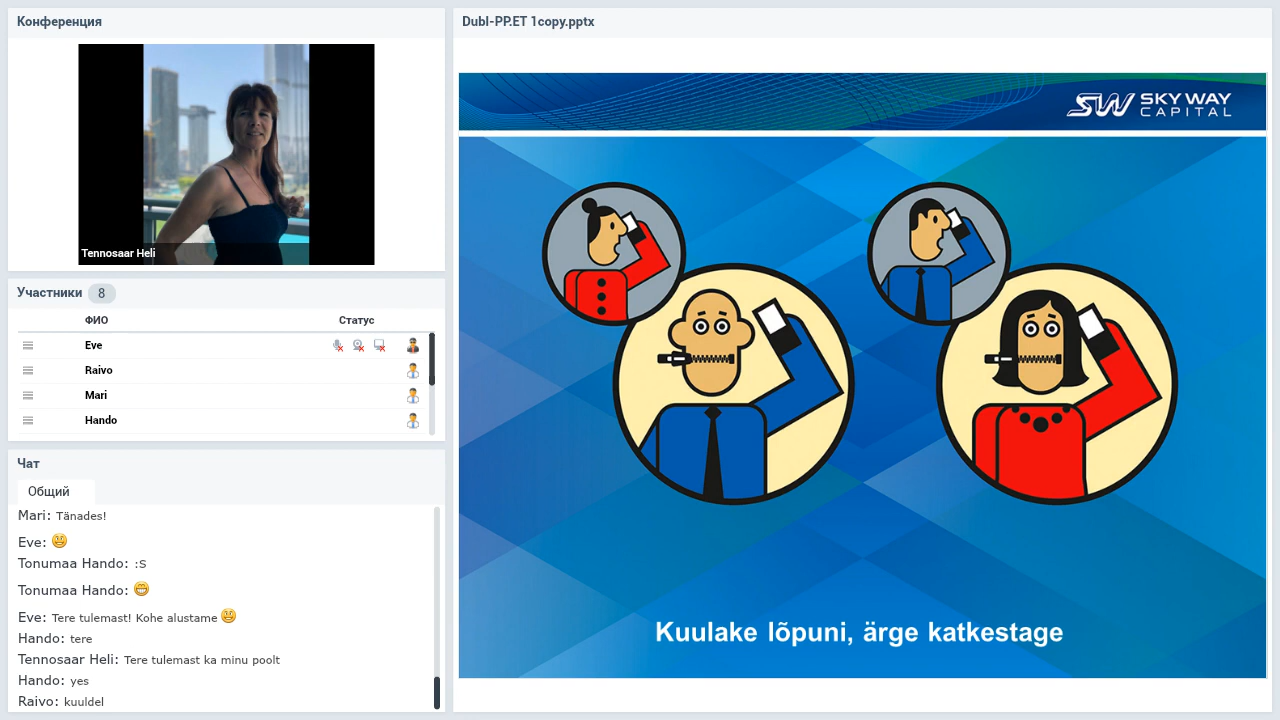 Конференция
Tennosaar Heli
Участники 8
ФИО Статус
Eve
Raivo
Mari
Hando
Чат
Общий
Mari: Tänades!
Eve:
Tonumaa Hando: :S
Tonumaa Hando:
Eve: Tere tulemast! Kohe alustame
Hando: tere
Tennosaar Heli: Tere tulemast ka minu poolt
Hando: yes
Raivo: kuuldel
Dubl-PP.ET 1copy.pptx
SW SKY WAY
CAPITAL
Kuulake lõpuni, ärge katkestage